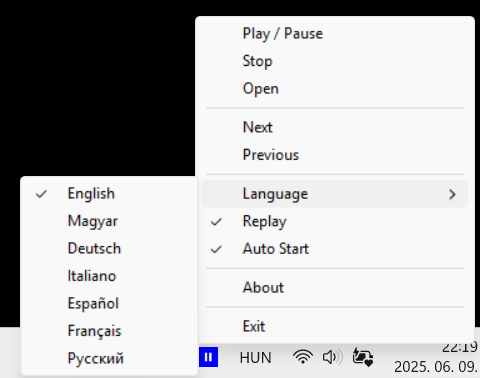 Play / Pause
Stop
Open
Next
Previous
Language
Replay
Auto Start
About
Exit
English
Magyar
Deutsch
Italiano
Español
Français
Русский
HUN
22:19
2025. 06. 09.